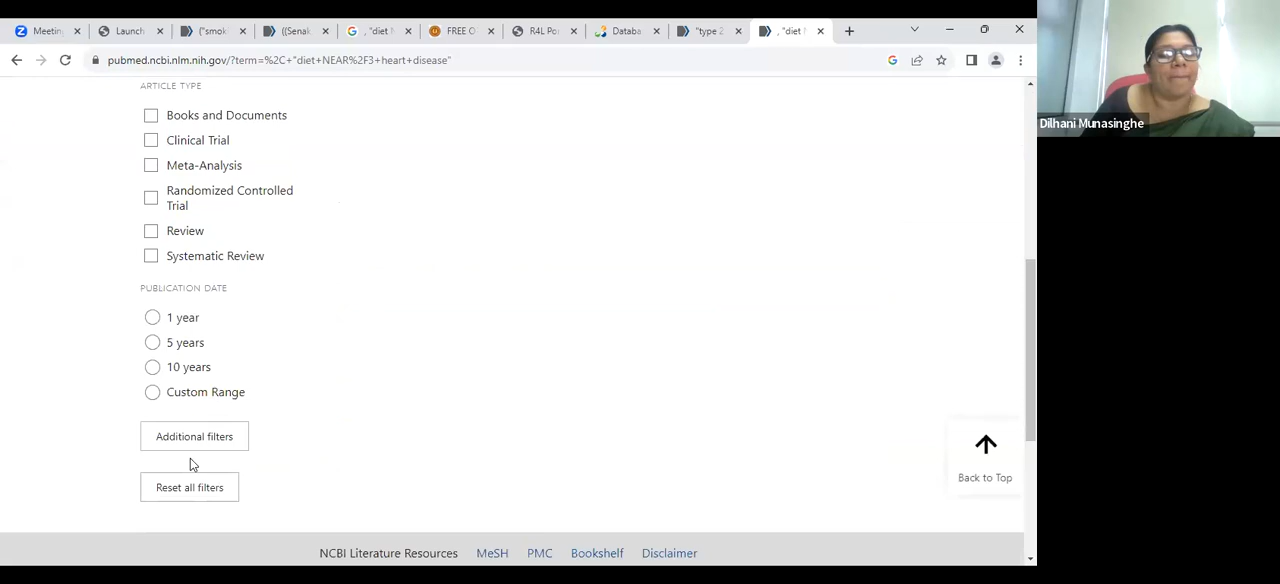 Meetin
Launch
("smok
((Senak
, "diet N
FREE O
R4L Po
Databa
"type 2
, "diet N
pubmed.ncbi.nlm.nih.gov/?term=%2C+"diet+NEAR%2F3+heart+disease"
ARTICLE TYPE
Books and Documents
Clinical Trial
Meta-Analysis
Randomized Controlled
Trial
Review
Systematic Review
PUBLICATION DATE
1 year
5 years
10 years
Custom Range
Additional filters
Reset all filters
Back to Top
NCBI Literature Resources MeSH PMC Bookshelf Disclaimer
Dilhani Munasinghe